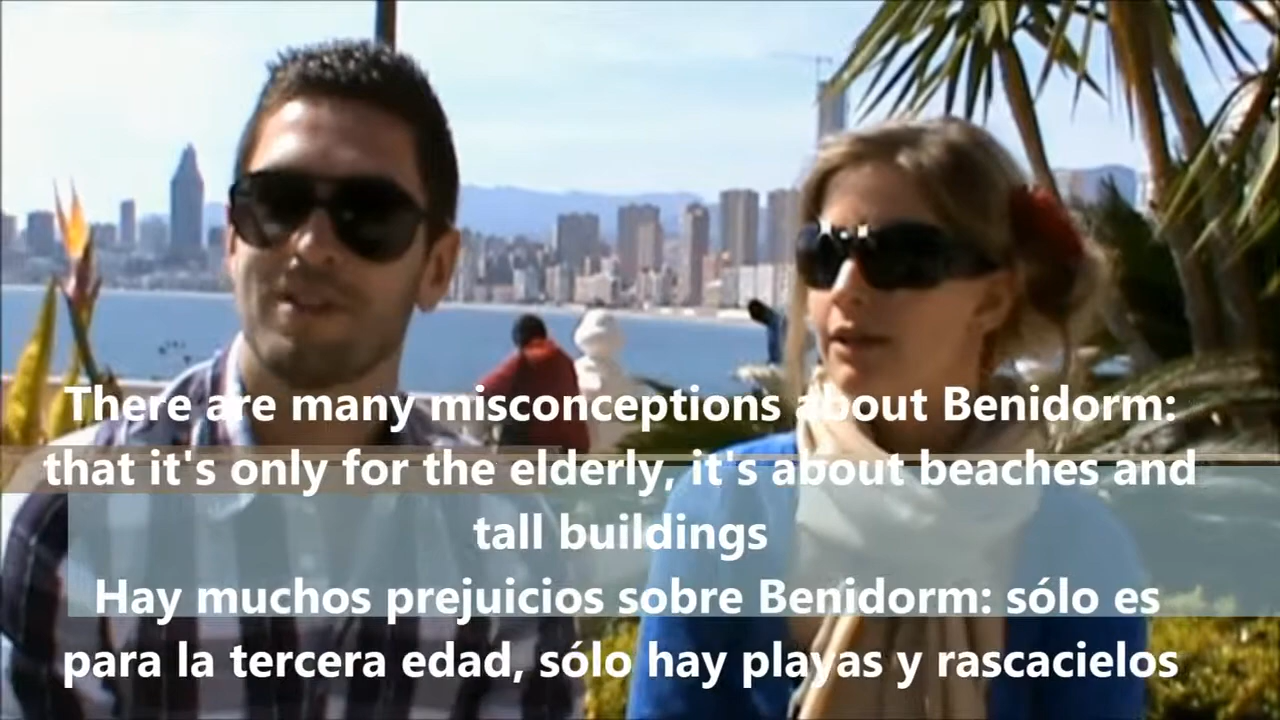 There are many misconceptions about Benidorm:
that it's only for the elderly, it's about beaches and
tall buildings
Hay muchos prejuicios sobre Benidorm: sólo es
para la tercera edad, sólo hay playas y rascacielos